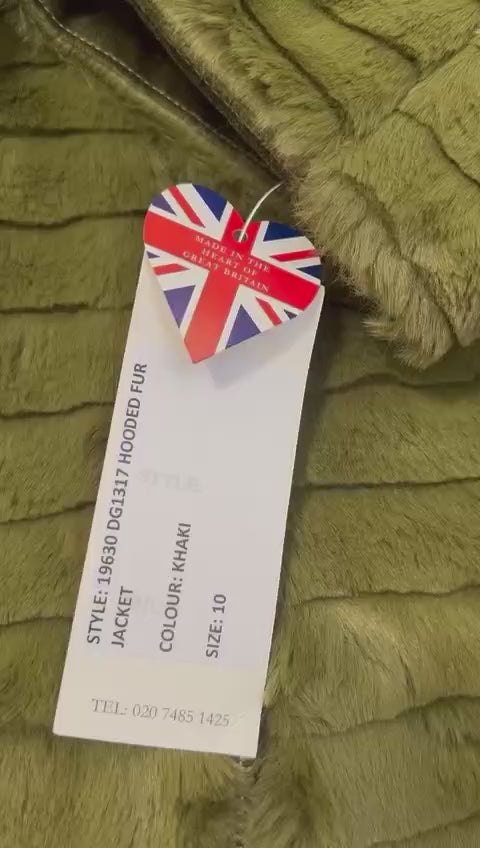 MADE IN THE
HEART OF
GREAT BRITAIN
STYLE: 19630 DG1317 HOODED FUR
JACKET
COLOUR: KHAKI
SIZE: 10
TEL: 020 7485 1425